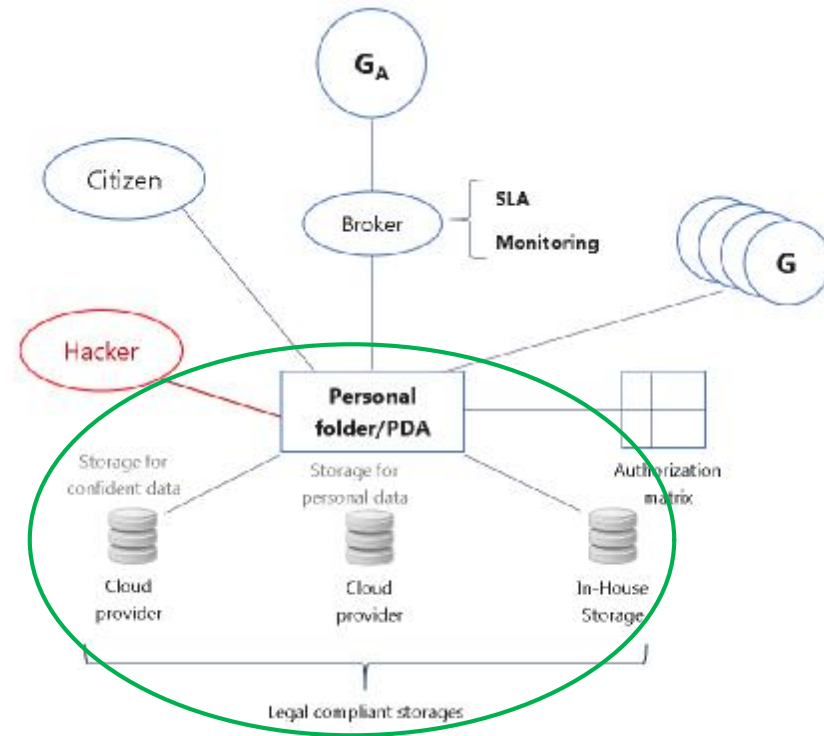 G_A
Citizen
Broker
SLA
Monitoring
G
Hacker
Personal
folder/PDA
Storage for
confident data
Storage for
personal data
Authorization
matrix
Cloud
provider
Cloud
provider
In-House
Storage
Legal compliant storages